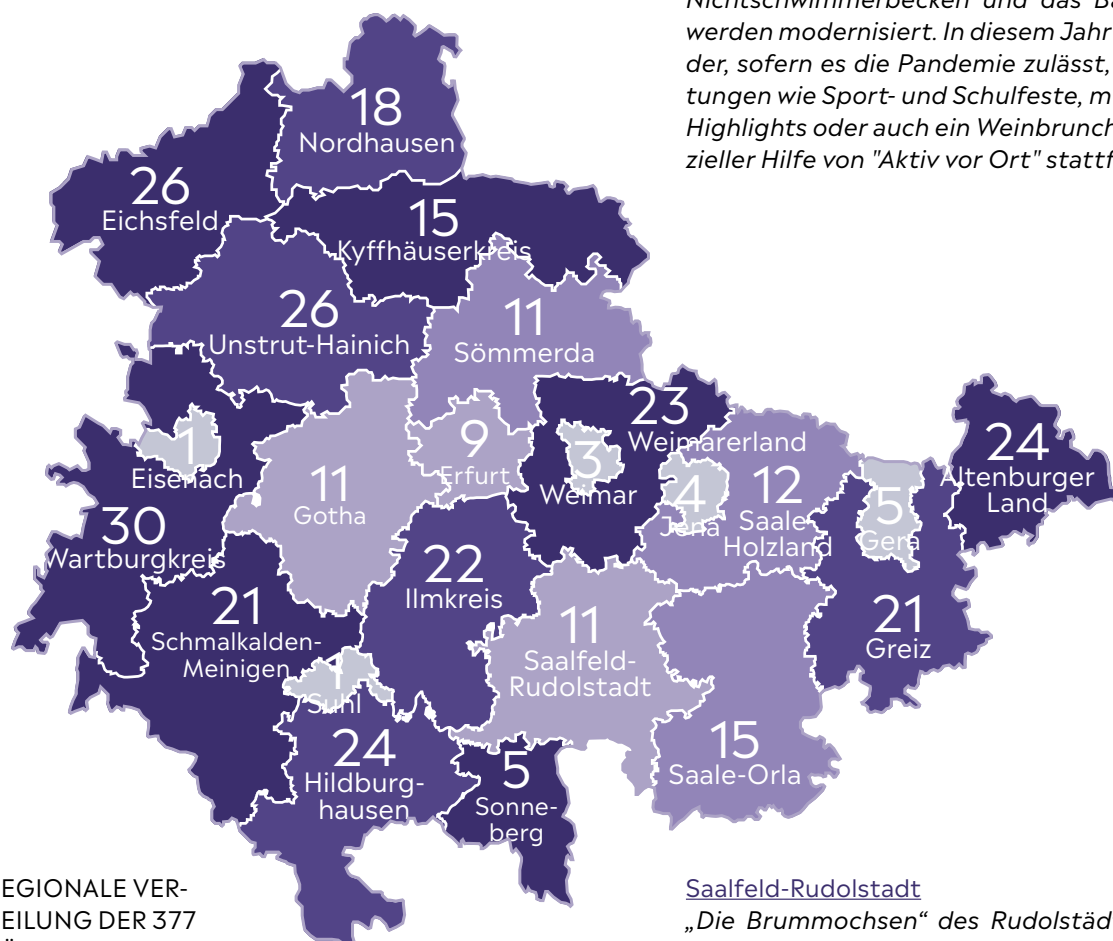 Nichtschwimmerbecken und das Ba
werden modernisiert. In diesem Jahr
der, sofern es die Pandemie zulässt,
tungen wie Sport- und Schulfeste, m
Highlights oder auch ein Weinbrunch
zieller Hilfe von "Aktiv vor Ort" stattf
18
Nordhausen
26
Eichsfeld
15
Kyffhäuserkreis
26
Unstrut-Hainich
11
Sömmerda
23
Weimarerland
1
Eisenach
9
Erfurt
3
Weimar
11
Gotha
4
Jena
12
Saale
Holzland
5
Gera
24
Altenburger
Land
30
Wartburgkreis
22
Ilmkreis
21
Schmalkalden-
Meinigen
11
Saalfeld-
Rudolstadt
21
Greiz
1
Suhl
24
Hildburg-
hausen
5
Sonne-
berg
15
Saale-Orla
EGIONALE VER-
EILUNG DER 377
Saalfeld-Rudolstadt
„Die Brummochsen“ des Rudolstäd